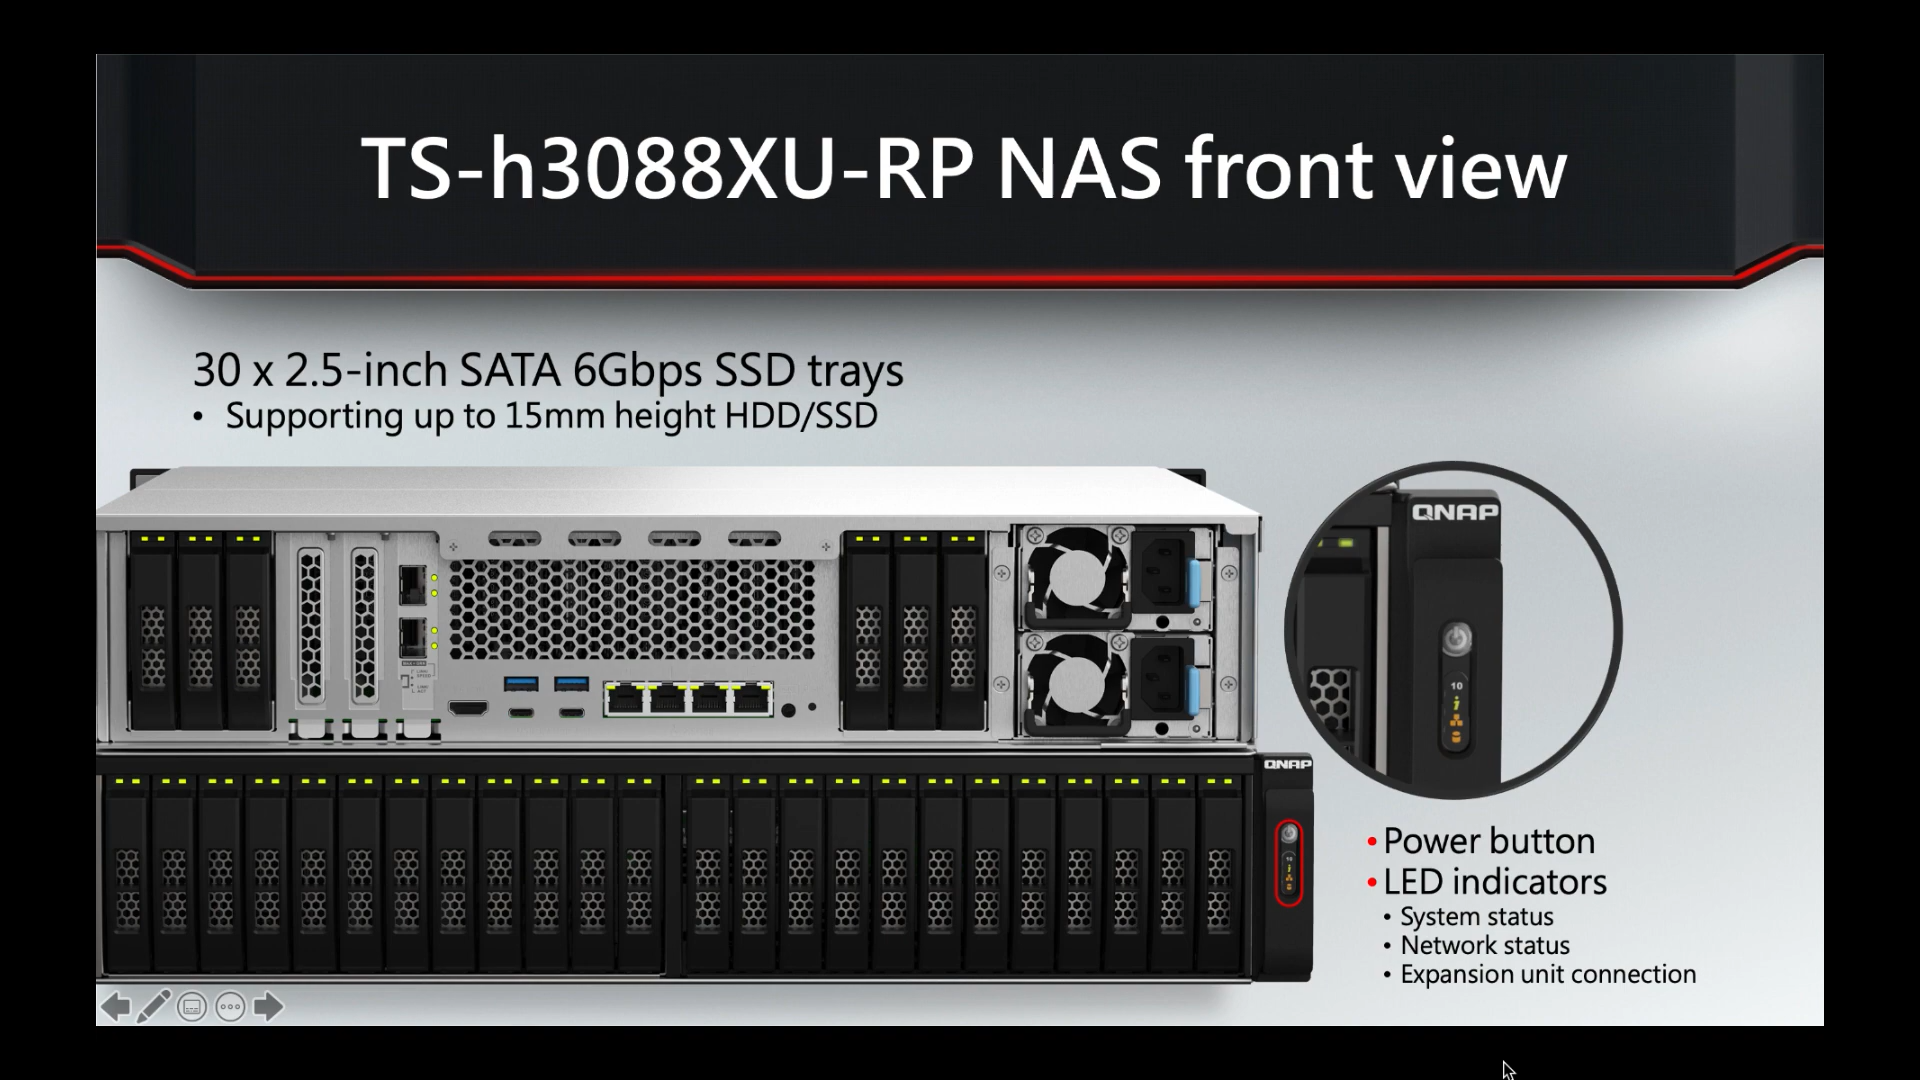 TS-h3088XU-RP NAS front view
30 x 2.5-inch SATA 6Gbps SSD trays
• Supporting up to 15mm height HDD/SSD
QNAP
10
QNAP
10
• Power button
• LED indicators
• System status
• Network status
• Expansion unit connection